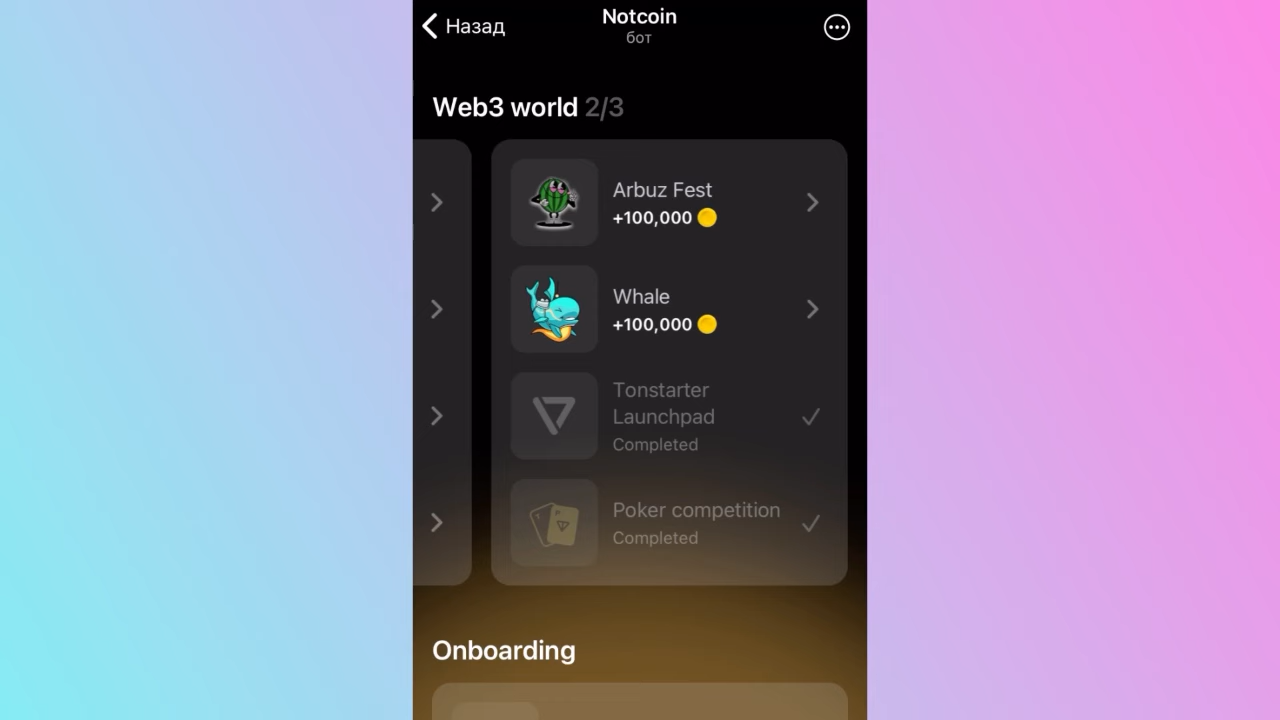 Назад
Notcoin
бот
Web3 world 2/3
Arbuz Fest
+100,000
Whale
+100,000
Tonstarter
Launchpad
Completed
Poker competition
Completed
Onboarding